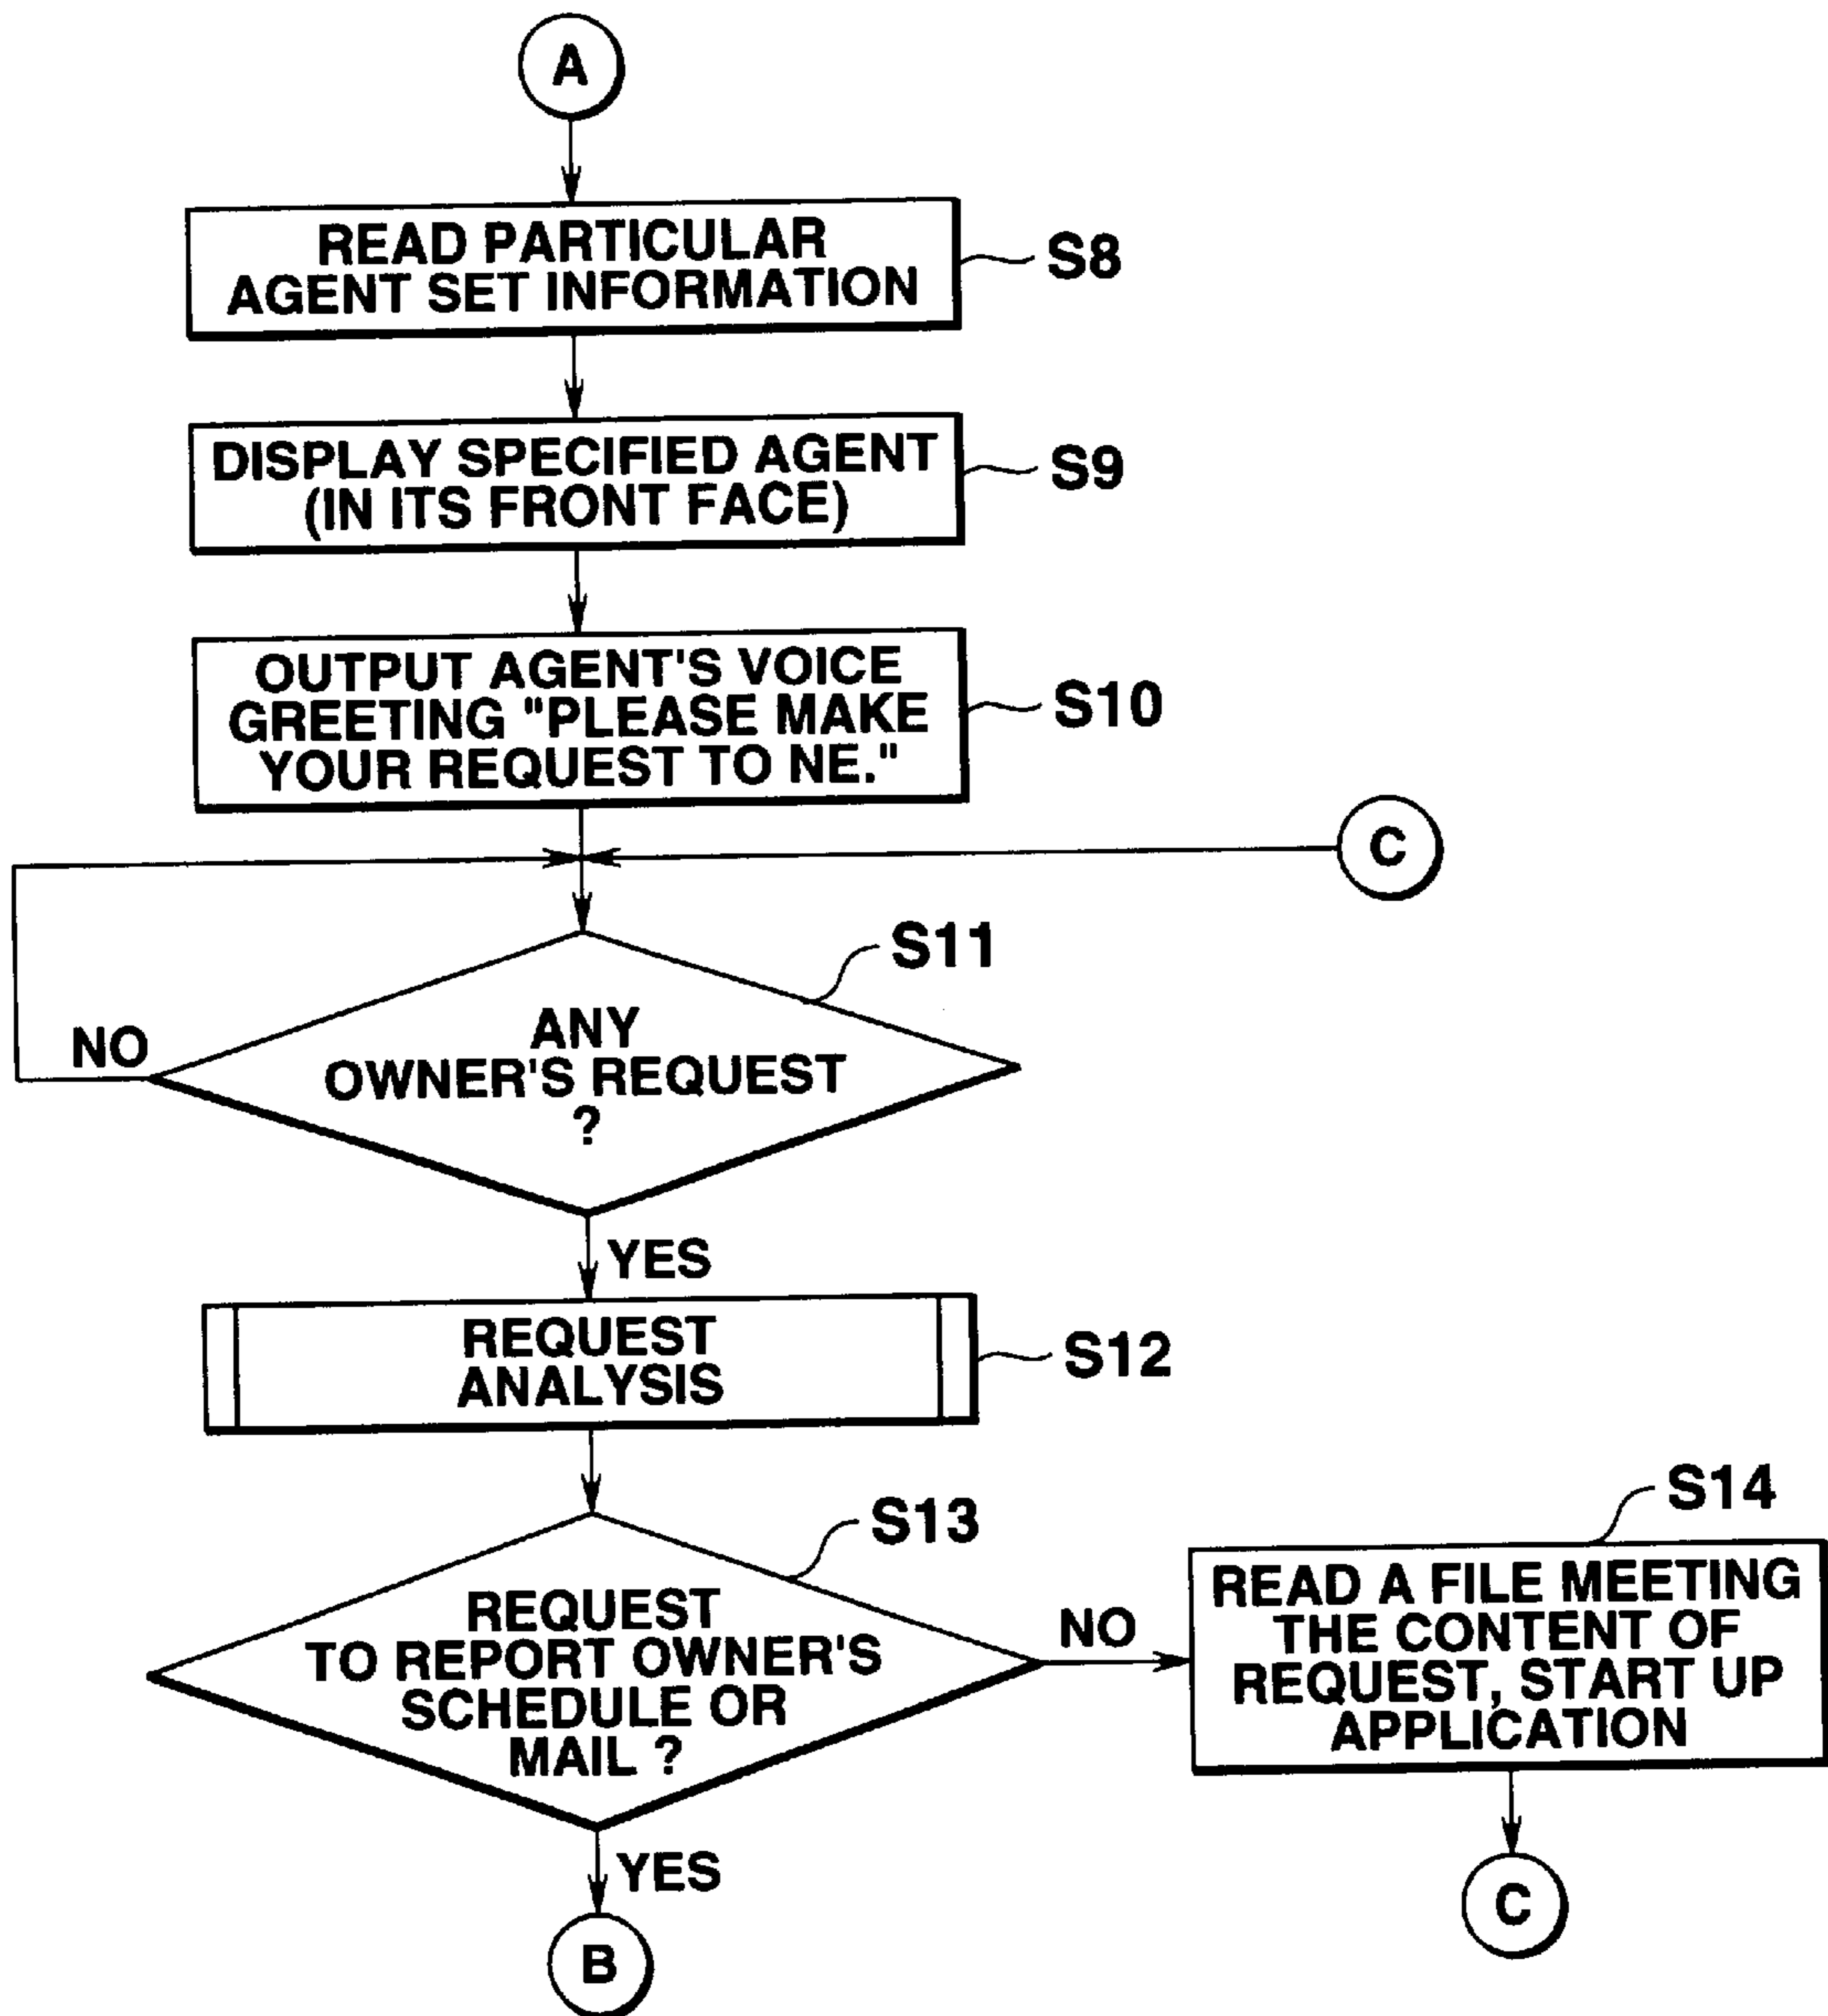 A
READ PARTICULAR
AGENT SET INFORMATION
S8
DISPLAY SPECIFIED AGENT
(IN ITS FRONT FACE)
S9
OUTPUT AGENT'S VOICE
GREETING "PLEASE MAKE
YOUR REQUEST TO NE."
S10
C
S11
ANY
OWNER'S REQUEST
?
NO
YES
REQUEST
ANALYSIS
S12
S13
REQUEST
TO REPORT OWNER'S
SCHEDULE OR
MAIL ?
NO
S14
READ A FILE MEETING
THE CONTENT OF
REQUEST, START UP
APPLICATION
YES
B
C